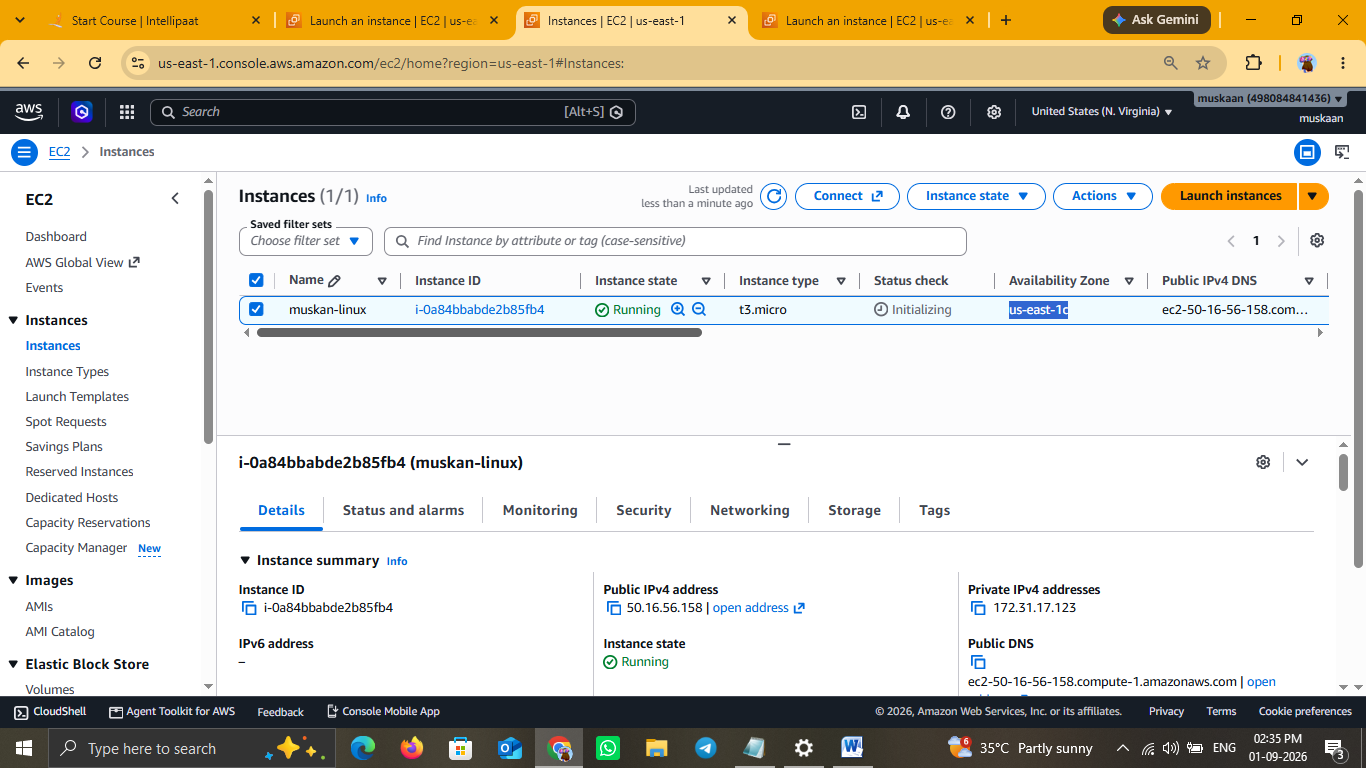 Start Course | Intellipaat
Launch an instance | EC2 | us-ea
Instances | EC2 | us-east-1
Launch an instance | EC2 | us-ea
Ask Gemini
us-east-1.console.aws.amazon.com/ec2/home?region=us-east-1#Instances:
aws
Search
[Alt+S]
United States (N. Virginia)
muskaan (498084841436)
muskaan
EC2
Instances
EC2
Dashboard
AWS Global View
Events
Instances
Instances
Instance Types
Launch Templates
Spot Requests
Savings Plans
Reserved Instances
Dedicated Hosts
Capacity Reservations
Capacity Manager New
Images
AMIs
AMI Catalog
Elastic Block Store
Volumes
Instances (1/1) Info
Last updated
less than a minute ago
Connect
Instance state
Actions
Launch instances
Saved filter sets
Choose filter set
Find Instance by attribute or tag (case-sensitive)
1
Name Instance ID Instance state Instance type Status check Availability Zone Public IPv4 DNS
muskan-linux i-0a84bbabde2b85fb4 Running t3.micro Initializing us-east-1c ec2-50-16-56-158.com...
i-0a84bbabde2b85fb4 (muskan-linux)
Details Status and alarms Monitoring Security Networking Storage Tags
Instance summary Info
Instance ID
i-0a84bbabde2b85fb4
IPv6 address
–
Public IPv4 address
50.16.56.158 | open address
Instance state
Running
Private IPv4 addresses
172.31.17.123
Public DNS
ec2-50-16-56-158.compute-1.amazonaws.com | open
CloudShell Agent Toolkit for AWS Feedback Console Mobile App
© 2026, Amazon Web Services, Inc. or its affiliates. Privacy Terms Cookie preferences
Type here to search
6
35°C Partly sunny
ENG
02:35 PM
01-09-2026
3